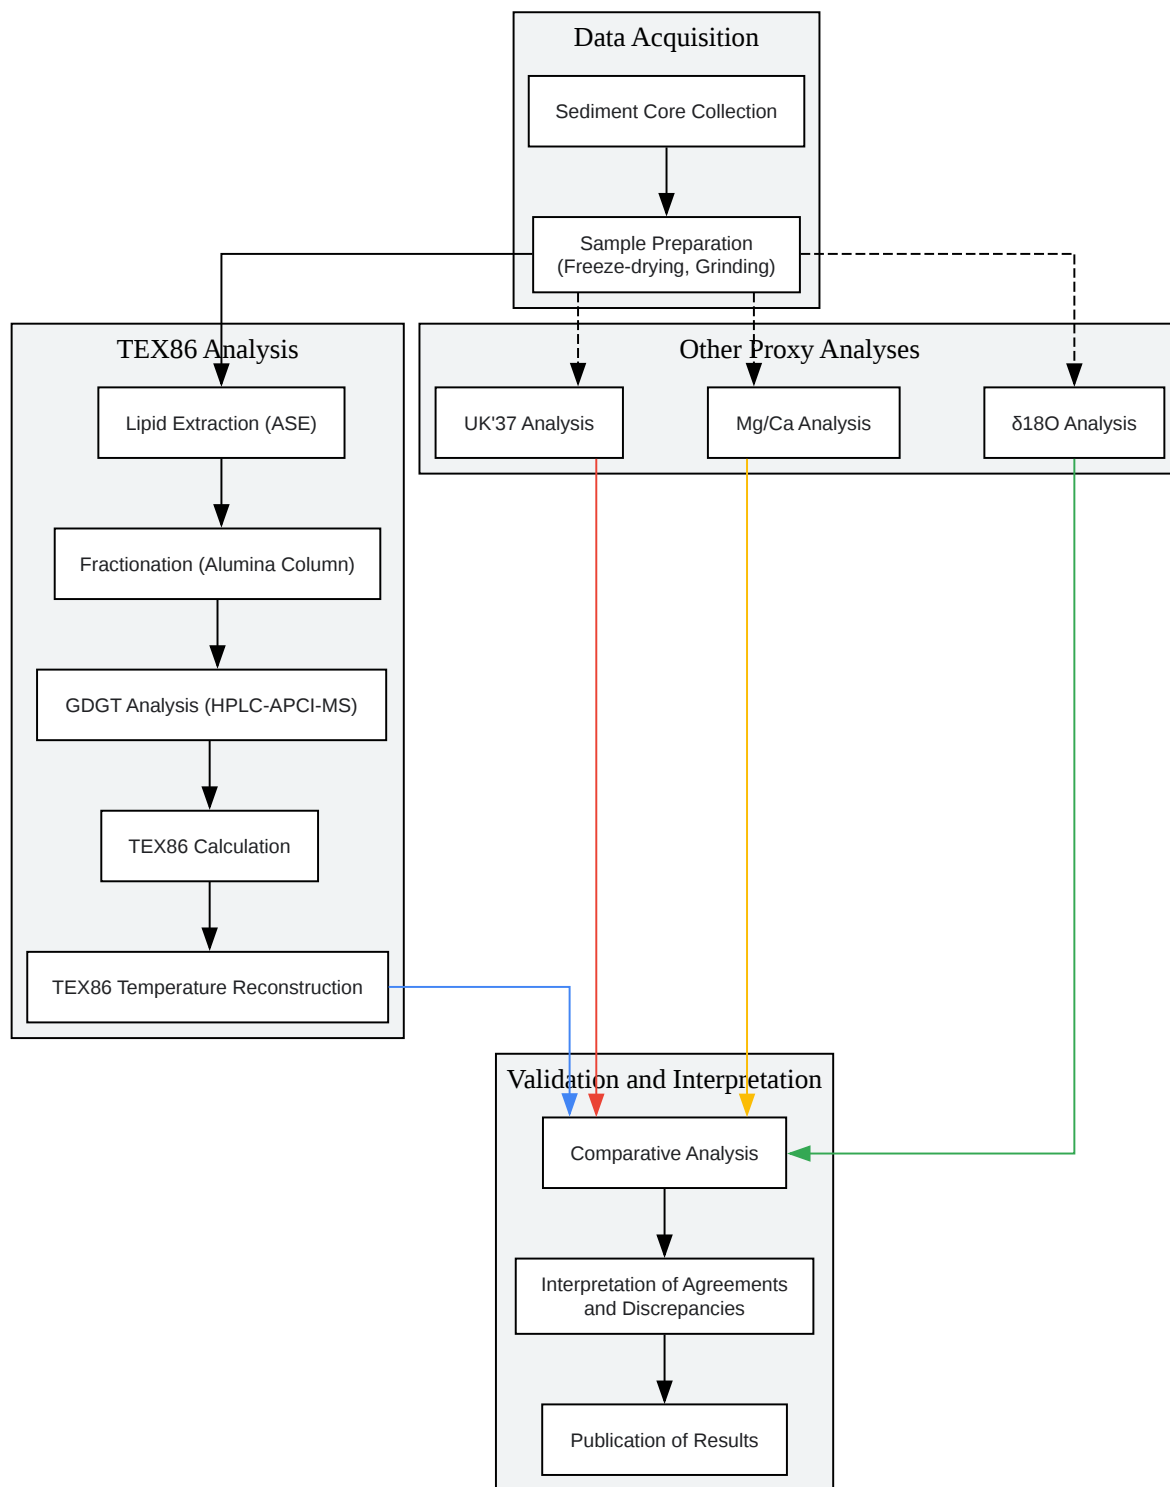 Data Acquisition
Sediment Core Collection
Sample Preparation
(Freeze-drying, Grinding)
TEX86 Analysis
Lipid Extraction (ASE)
Fractionation (Alumina Column)
GDGT Analysis (HPLC-APCI-MS)
TEX86 Calculation
TEX86 Temperature Reconstruction
Other Proxy Analyses
UK'37 Analysis
Mg/Ca Analysis
δ18O Analysis
Validation and Interpretation
Comparative Analysis
Interpretation of Agreements
and Discrepancies
Publication of Results